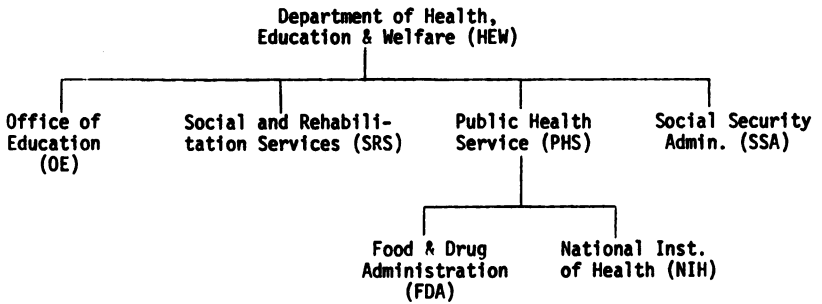 Department of Health,
Education & Welfare (HEW)
Office of
Education
(OE)
Social and Rehabili-
tation Services (SRS)
Public Health
Service (PHS)
Social Security
Admin. (SSA)
Food & Drug
Administration
(FDA)
National Inst.
of Health (NIH)